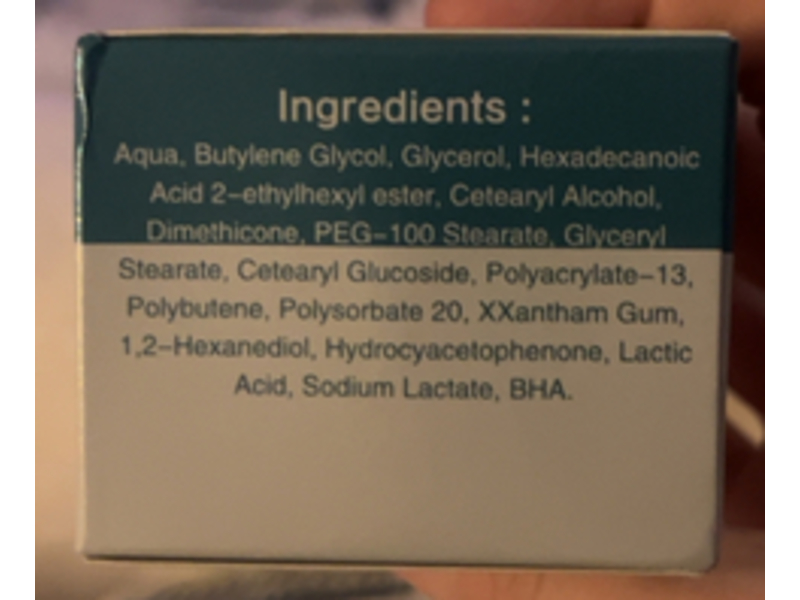 Ingredients :
Aqua, Butylene Glycol, Glycerol, Hexadecanoic
Acid 2-ethylhexyl ester, Cetearyl Alcohol,
Dimethicone, PEG-100 Stearate, Glyceryl
Stearate, Cetearyl Glucoside, Polyacrylate-13,
Polybutene, Polysorbate 20, XXantham Gum,
1,2-Hexanediol, Hydrocyacetophenone, Lactic
Acid, Sodium Lactate, BHA.